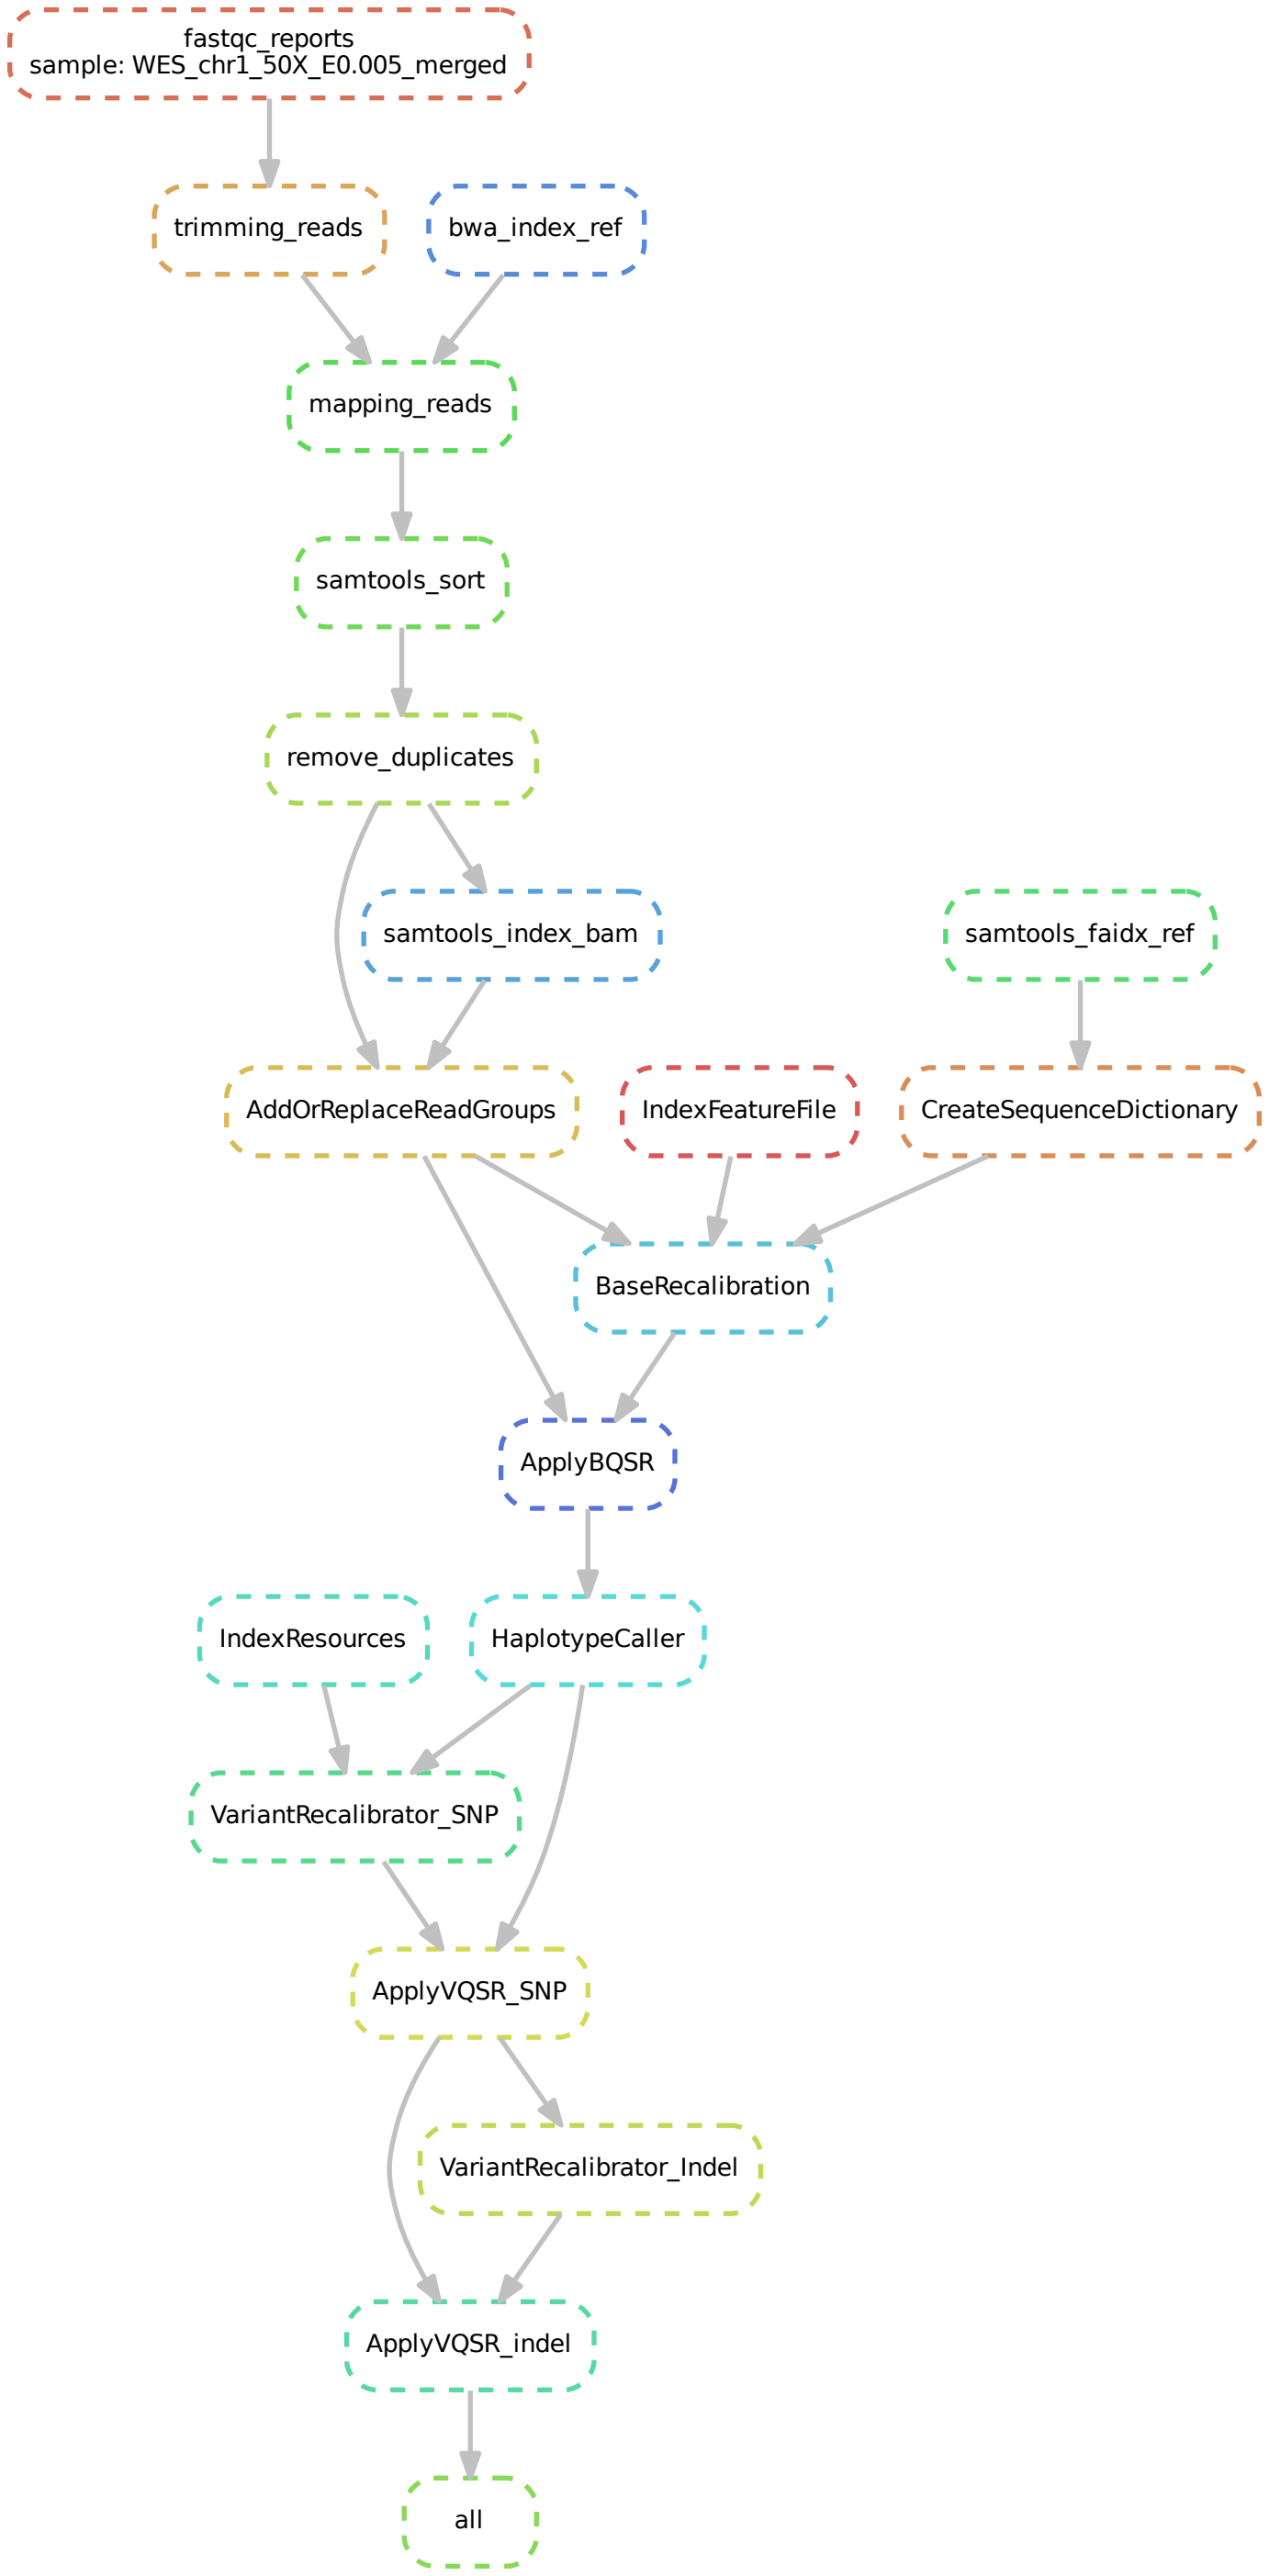 fastqc_reports
sample: WES_chr1_50X_E0.005_merged
trimming_reads
bwa_index_ref
mapping_reads
samtools_sort
remove_duplicates
samtools_index_bam
samtools_faidx_ref
AddOrReplaceReadGroups
IndexFeatureFile
CreateSequenceDictionary
BaseRecalibration
ApplyBQSR
IndexResources
HaplotypeCaller
VariantRecalibrator_SNP
ApplyVQSR_SNP
VariantRecalibrator_Indel
ApplyVQSR_indel
all